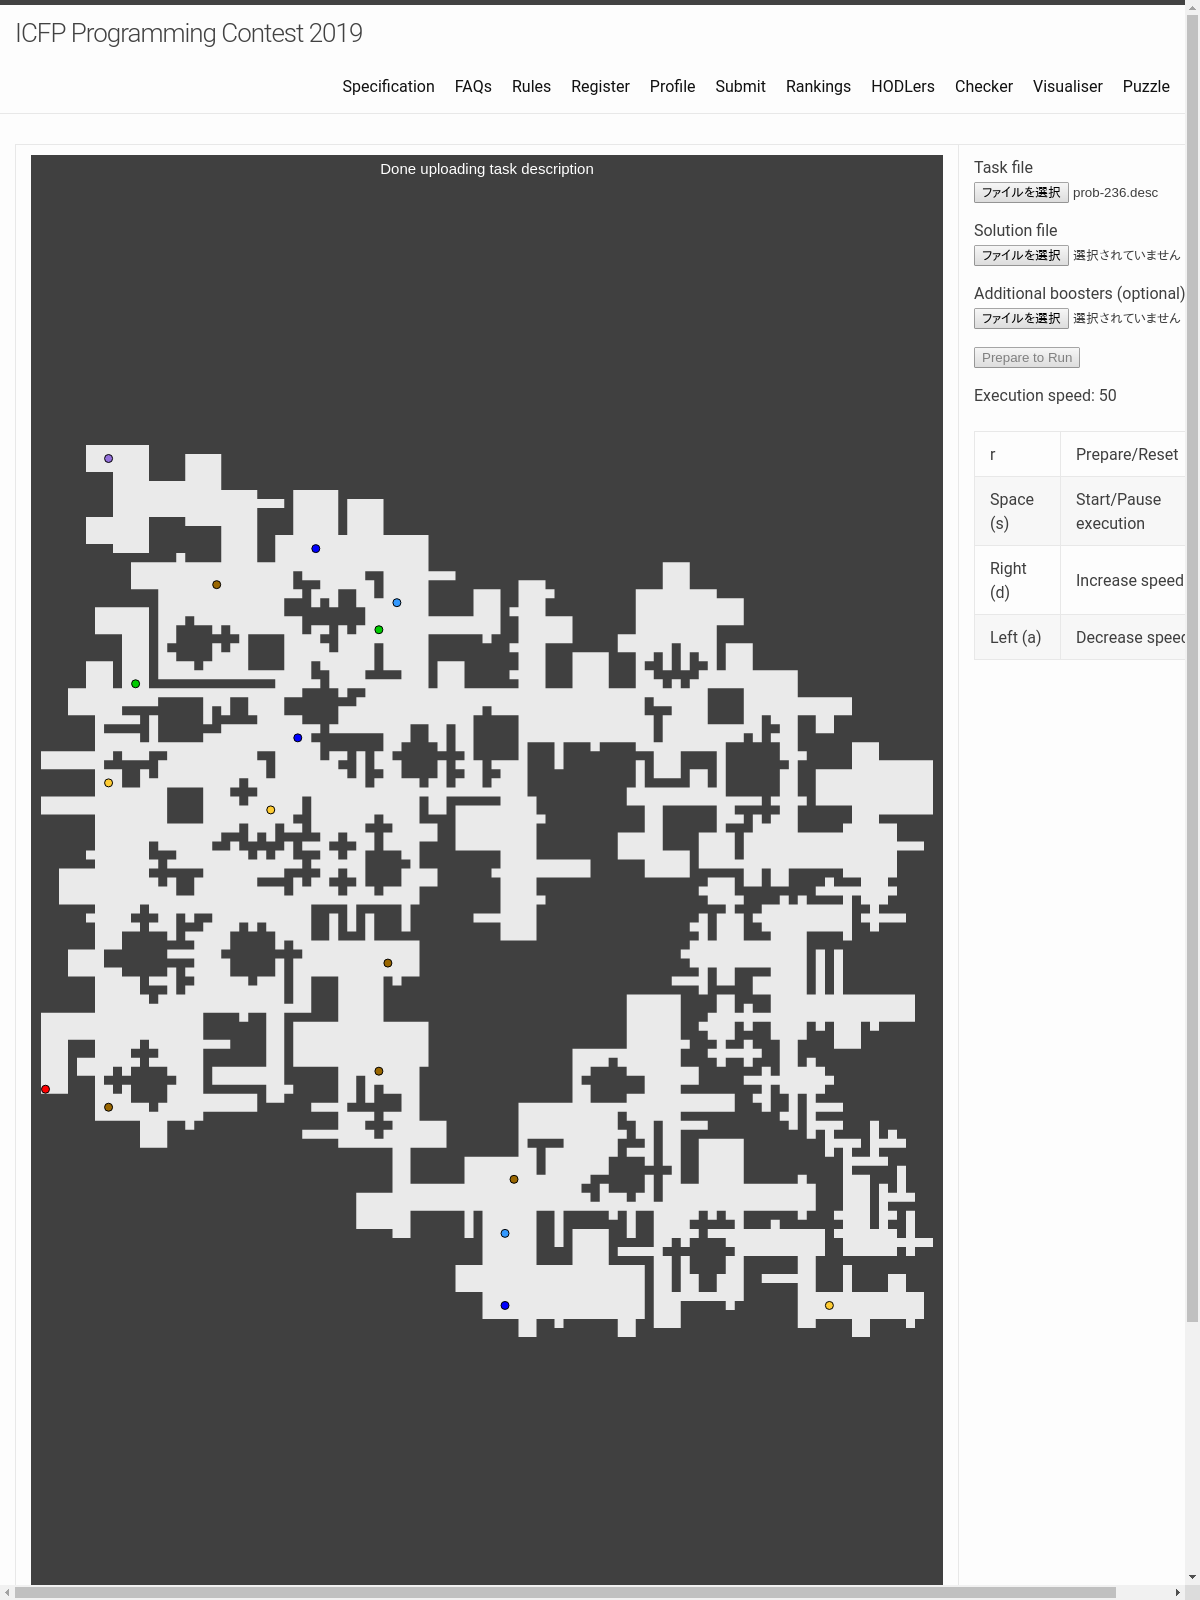 ICFP Programming Contest 2019
Specification FAQs Rules Register Profile Submit Rankings HODLers Checker Visualiser Puzzle
Done uploading task description
Task file
ファイルを選択 prob-236.desc
Solution file
ファイルを選択 選択されていません
Additional boosters (optional)
ファイルを選択 選択されていません
Prepare to Run
Execution speed: 50
r Prepare/Reset
Space Start/Pause
(s) execution
Right Increase speed
(d)
Left (a) Decrease speed